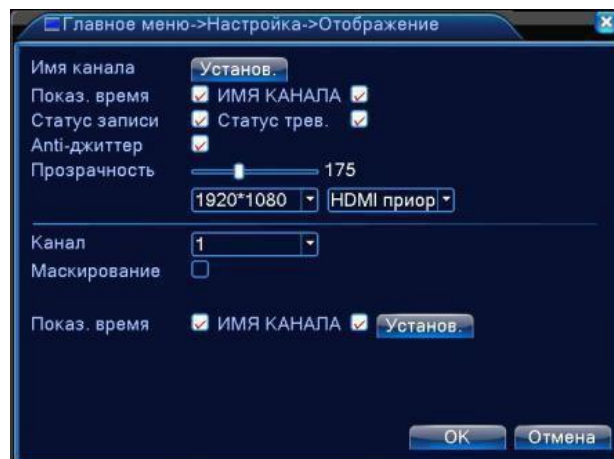 Главное меню->Настройка->Отображение
Имя канала Установ.
Показ. время ИМЯ КАНАЛА
Статус записи Статус трев.
Anti-джиттер
Прозрачность 175
1920*1080 HDMI приор
Канал 1
Маскирование
Показ. время ИМЯ КАНАЛА Установ.
OK Отмена